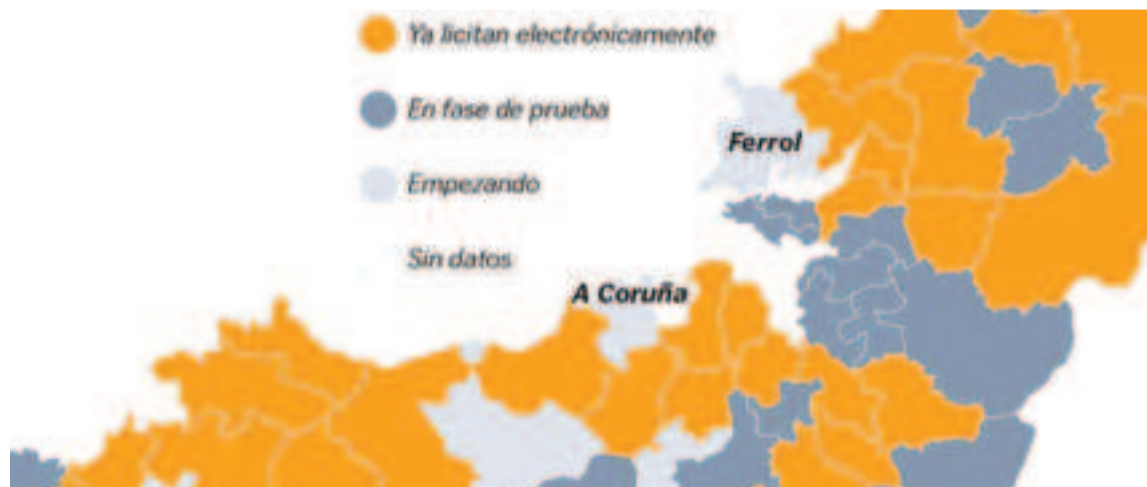 Ya licitan electrónicamente
En fase de prueba
Ferrol
Empezando
Sin datos
A Coruña